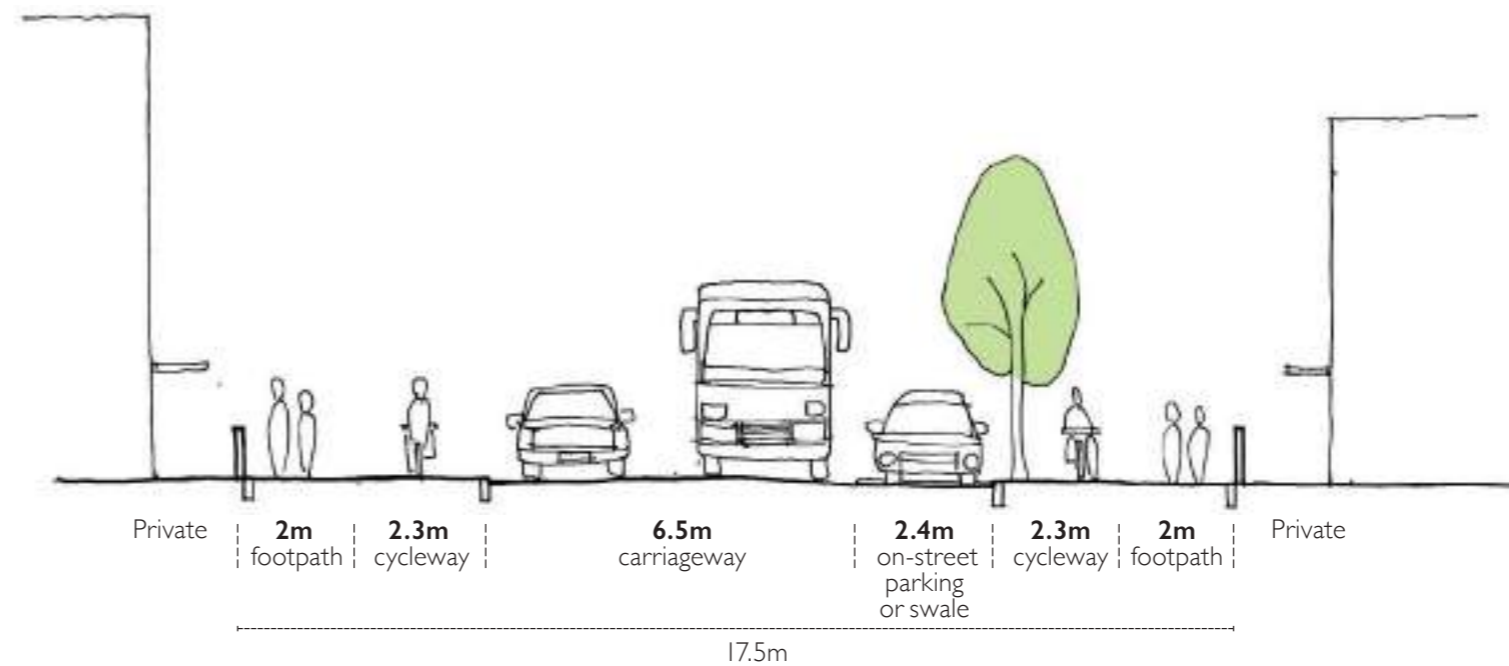 Private
2m
footpath
2.3m
cycleway
6.5m
carriageway
2.4m
on-street
parking
or swale
2.3m
cycleway
2m
footpath
Private
17.5m